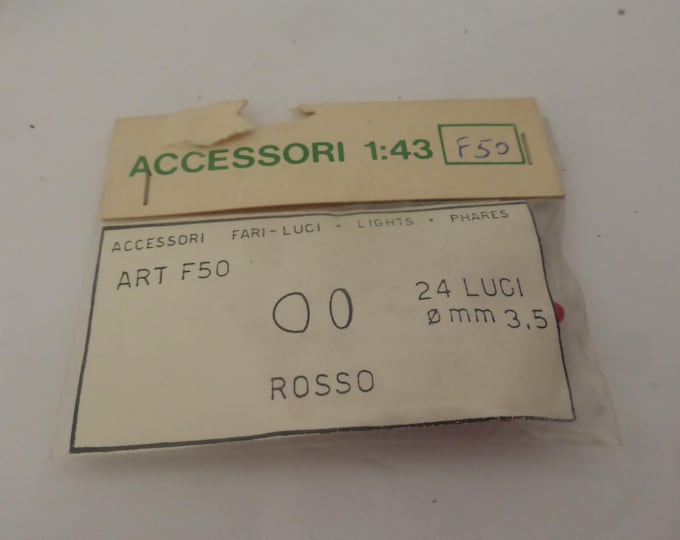 ACCESSORI 1:43 F50
ACCESSORI FARI-LUCI · LIGHTS · PHARES
ART F50
24 LUCI
ø mm 3,5
ROSSO